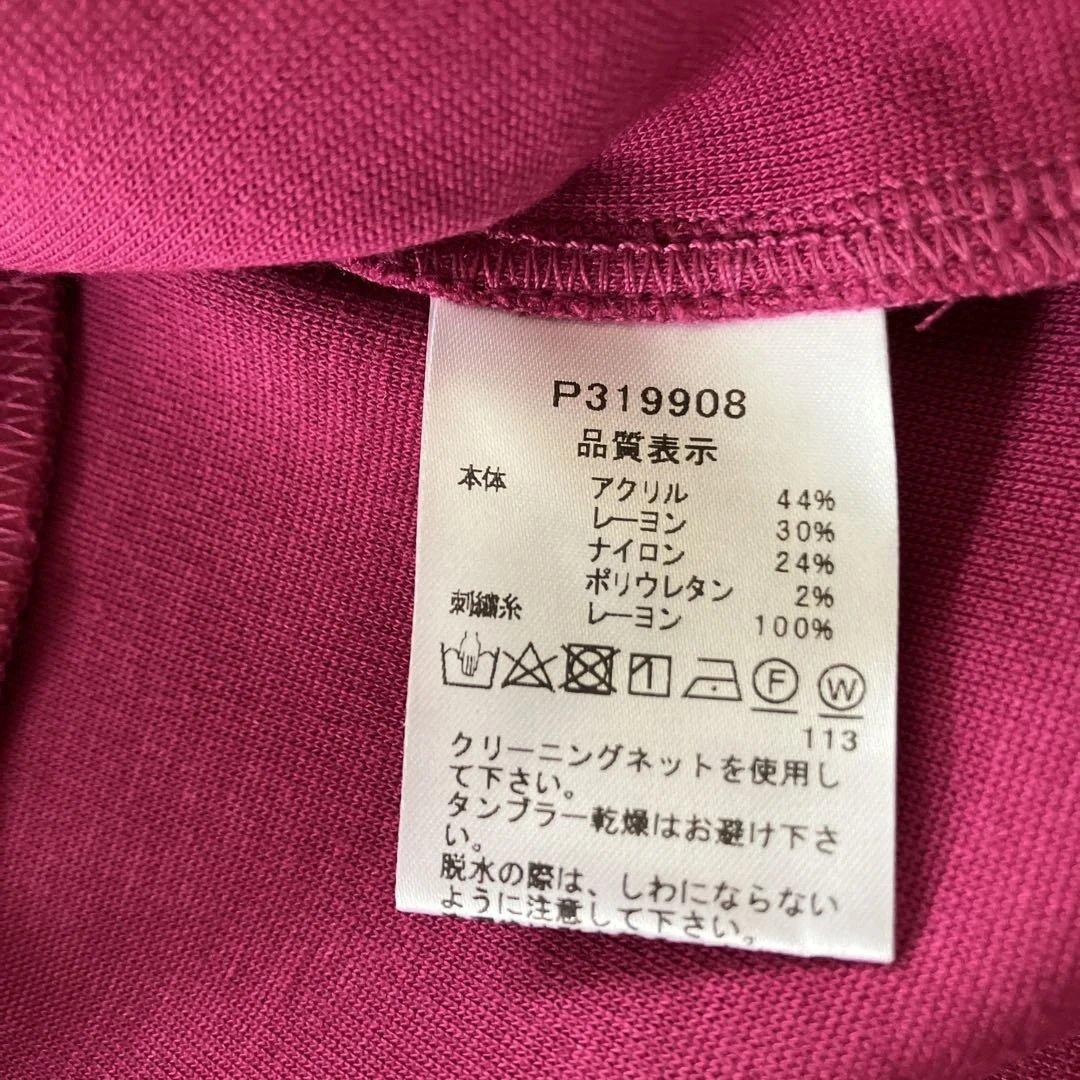 P319908
品質表示
本体 アクリル 44%
レーヨン 30%
ナイロン 24%
ポリウレタン 2%
刺繍糸 レーヨン 100%
F W
113
クリーニングネットを使用し
て下さい。
タンブラー乾燥はお避け下さ
い。
脱水の際は、しわにならない
ように注意して下さい。